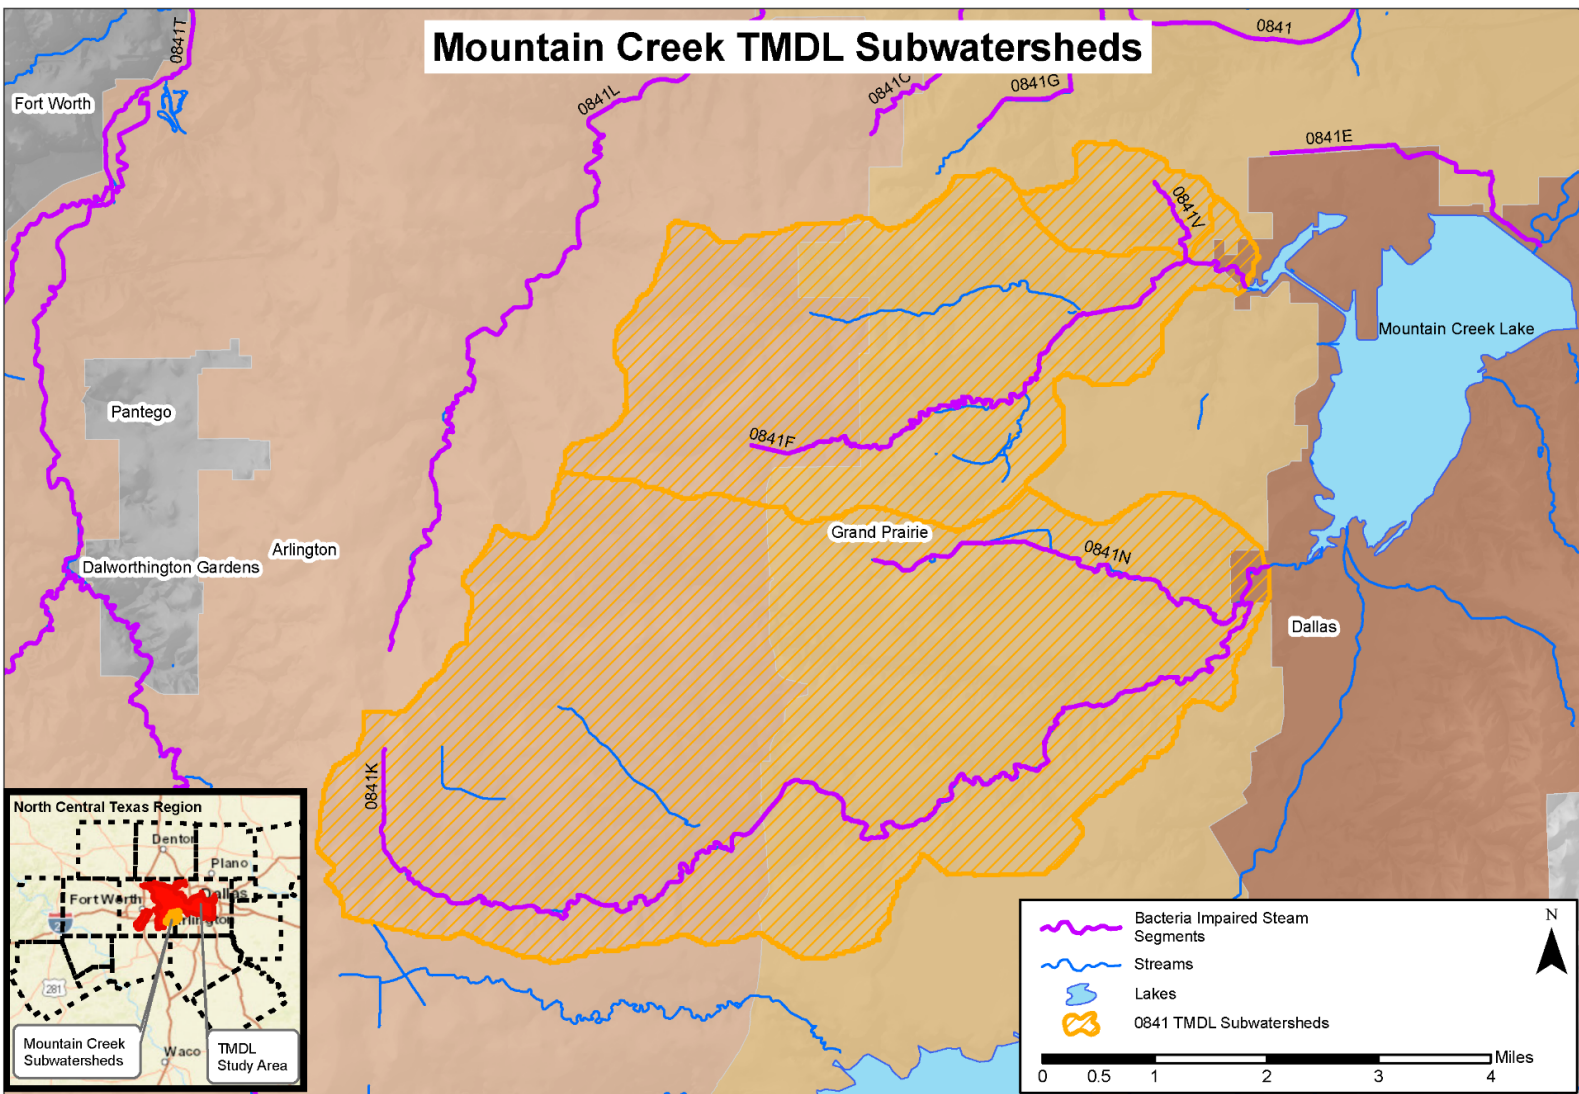 Mountain Creek TMDL Subwatersheds
0841T
0841
Fort Worth
0841L
0841C
0841G
0841E
0841V
Mountain Creek Lake
Pantego
0841F
Grand Prairie
Arlington
0841N
Dalworthington Gardens
Dallas
0841K
North Central Texas Region
Denton
Plano
Fort Worth
Dallas
Arlington
281
Mountain Creek
Subwatersheds
TMDL
Study Area
Waco
Bacteria Impaired Steam
Segments
Streams
Lakes
0841 TMDL Subwatersheds
N
Miles
0 0.5 1 2 3 4